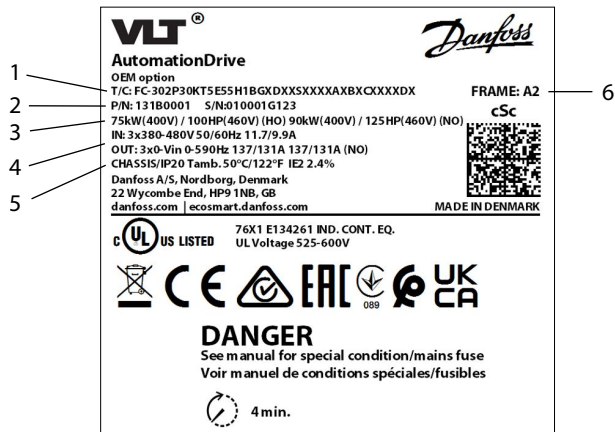 VLT®
Danfoss
AutomationDrive
OEM option
1
T/C: FC-302P30KT5E55H1BGXDXXSXXXXAXBXCXXXXDX
FRAME: A2
6
2
P/N: 131B0001 S/N:010001G123
cSc
3
75kW(400V) / 100HP(460V) (HO) 90kW(400V) / 125HP(460V) (NO)
IN: 3x380-480V 50/60Hz 11.7/9.9A
4
OUT: 3x0-Vin 0-590Hz 137/131A 137/131A (NO)
5
CHASSIS/IP20 Tamb. 50°C/122°F IE2 2.4%
Danfoss A/S, Nordborg, Denmark
22 Wycombe End, HP9 1NB, GB
danfoss.com | ecosmart.danfoss.com
MADE IN DENMARK
c UL US LISTED
76X1 E134261 IND. CONT. EQ.
UL Voltage 525-600V
CE EAC 089 UK CA
DANGER
See manual for special condition/mains fuse
Voir manuel de conditions spéciales/fusibles
4 min.